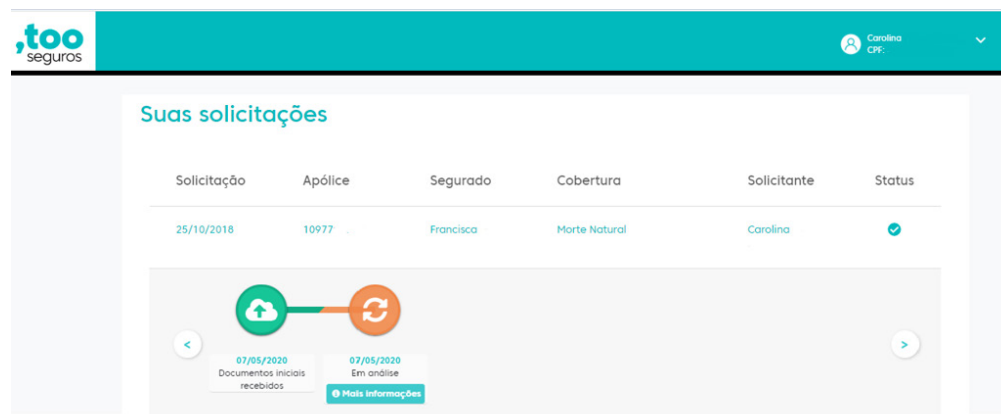 ,too
seguros
Carolina
CPF:
Suas solicitações
Solicitação Apólice Segurado Cobertura Solicitante Status
25/10/2018 10977 Francisca Morte Natural Carolina
< >
07/05/2020 07/05/2020
Documentos iniciais Em análise
recebidos
Mais informações